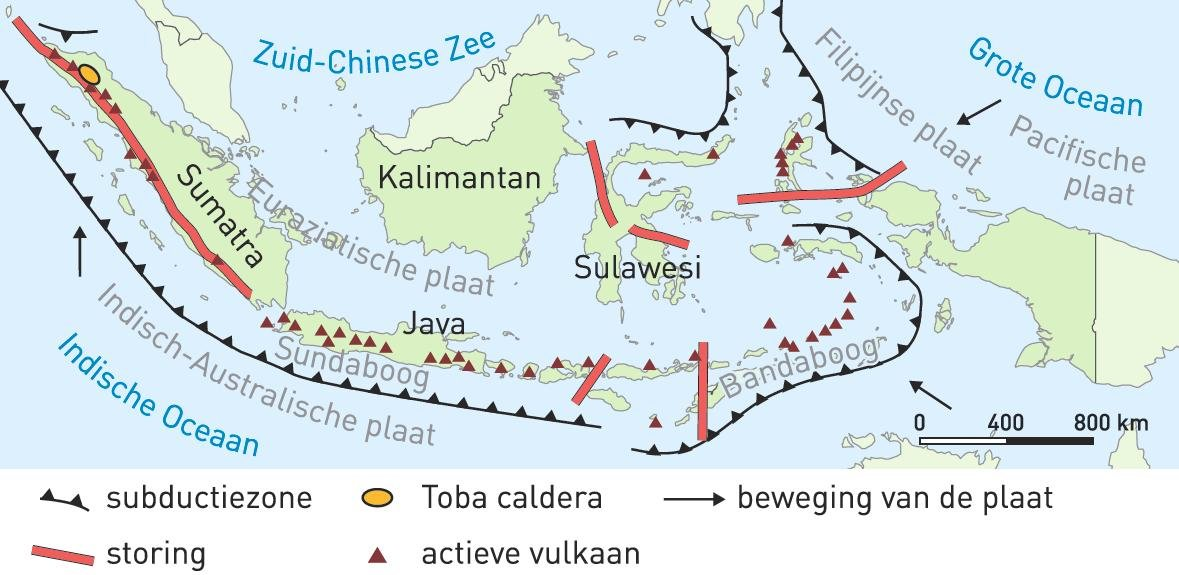 Zuid-Chinese Zee
Grote Oceaan
Filipijnse plaat
Pacifische
plaat
Kalimantan
Sumatra
Euraziatische plaat
Sulawesi
Java
Sundaboog
Bandaboog
Indisch-Australische plaat
Indische Oceaan
0 400 800 km
subductiezone
Toba caldera
beweging van de plaat
storing
actieve vulkaan